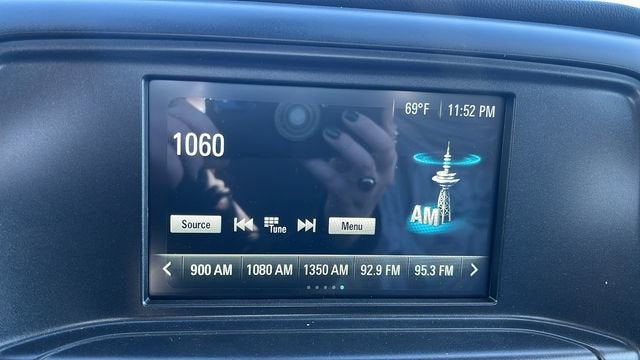 69°F 11:52 PM
1060
AM
Source Tune Menu
900 AM 1080 AM 1350 AM 92.9 FM 95.3 FM